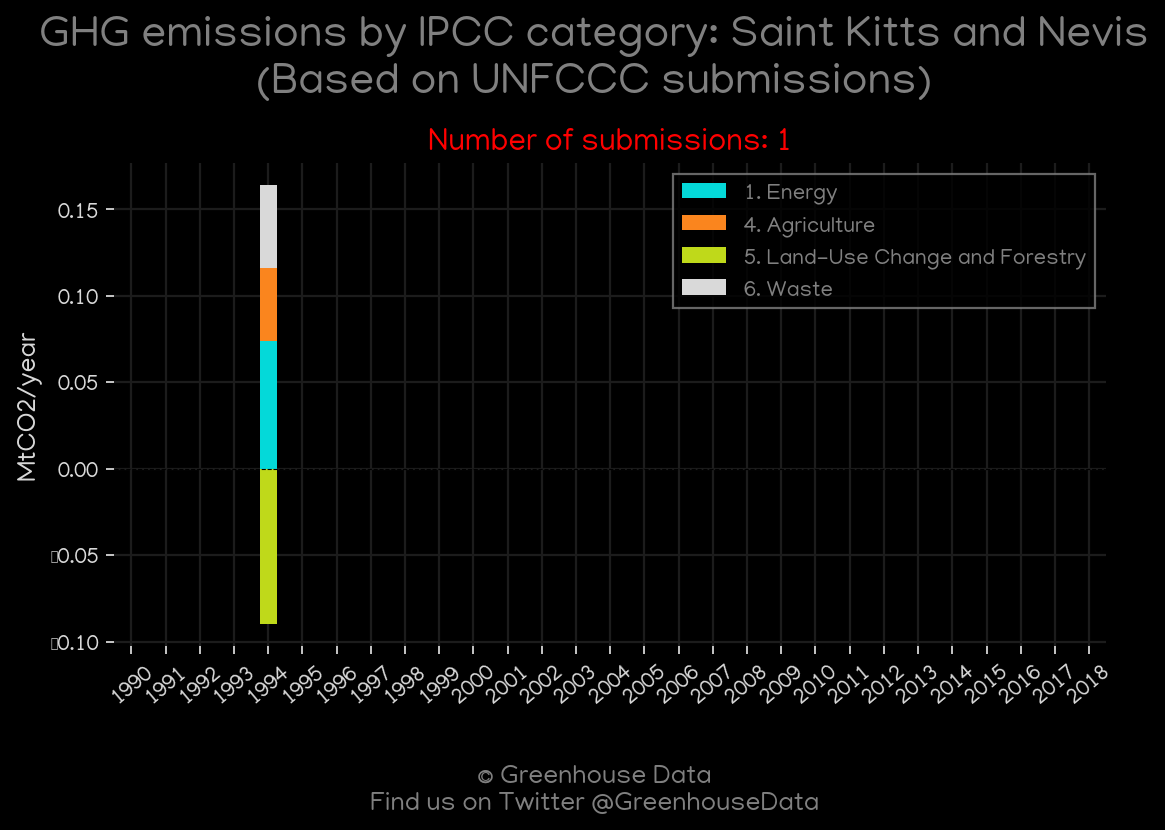 GHG emissions by IPCC category: Saint Kitts and Nevis
(Based on UNFCCC submissions)
Number of submissions: 1
1. Energy
4. Agriculture
5. Land-Use Change and Forestry
6. Waste
MtCO2/year
0.15
0.10
0.05
0.00
▯0.05
▯0.10
1990 1991 1992 1993 1994 1995 1996 1997 1998 1999 2000 2001 2002 2003 2004 2005 2006 2007 2008 2009 2010 2011 2012 2013 2014 2015 2016 2017 2018
© Greenhouse Data
Find us on Twitter @GreenhouseData